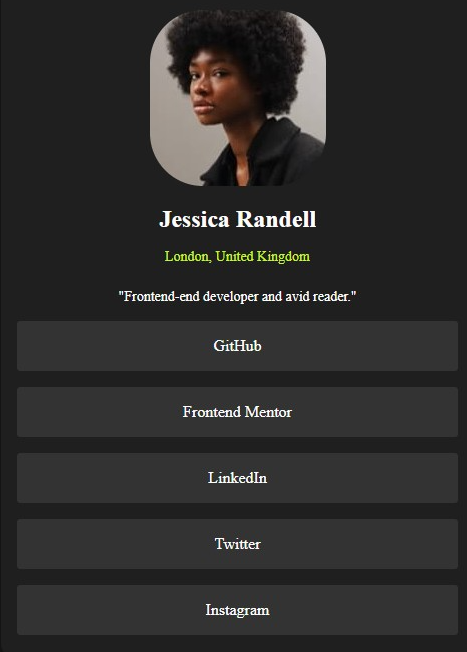 Jessica Randell
London, United Kingdom
"Frontend-end developer and avid reader."
GitHub
Frontend Mentor
LinkedIn
Twitter
Instagram